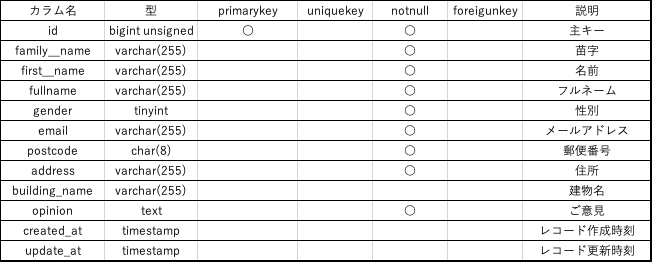 カラム名 型 primarykey uniquekey notnull foreigunkey 説明
id bigint unsigned ○ ○ 主キー
family__name varchar(255) ○ 苗字
first__name varchar(255) ○ 名前
fullname varchar(255) ○ フルネーム
gender tinyint ○ 性別
email varchar(255) ○ メールアドレス
postcode char(8) ○ 郵便番号
address varchar(255) ○ 住所
building_name varchar(255) 建物名
opinion text ○ ご意見
created_at timestamp レコード作成時刻
update_at timestamp レコード更新時刻